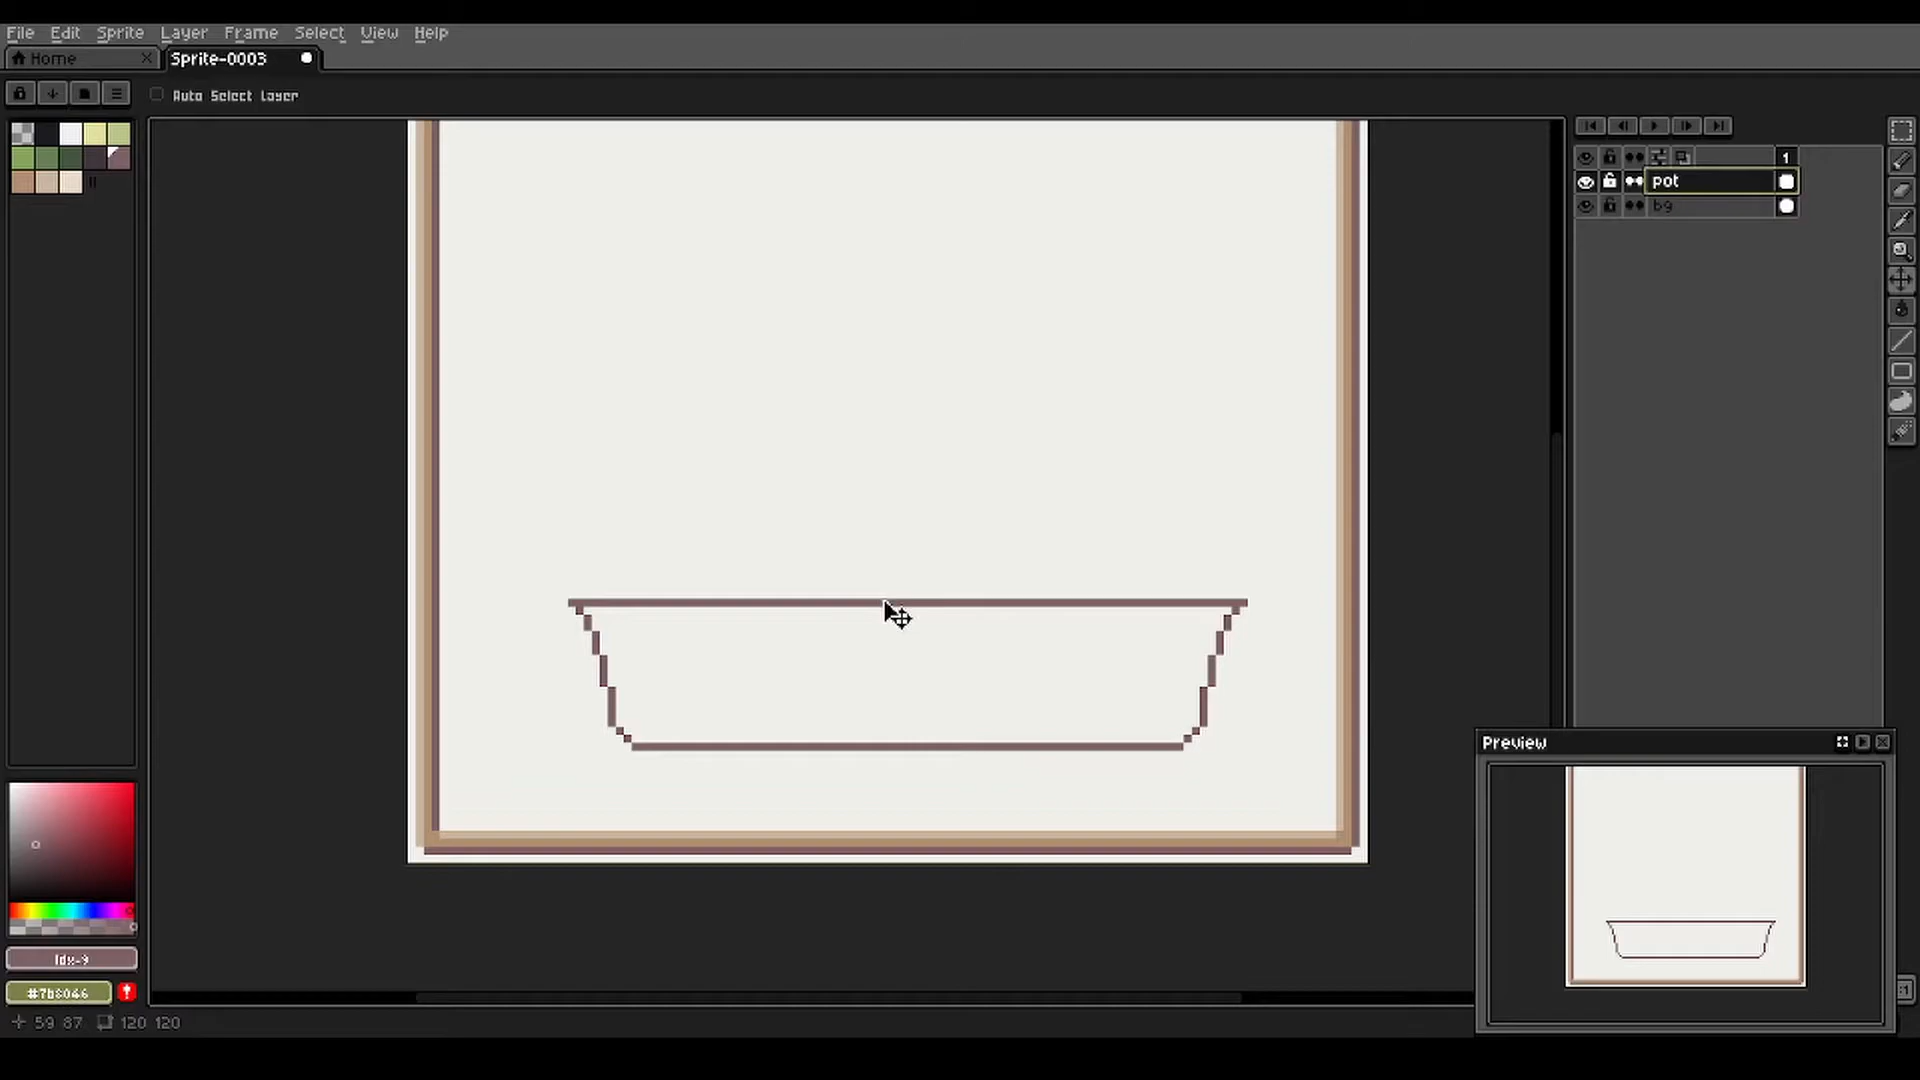 File Edit Sprite Layer Frame Select View Help
Home Sprite-0003
Auto Select Layer
1
pot
bg
Preview
Idx-9
#7b8046
59 87 120 120